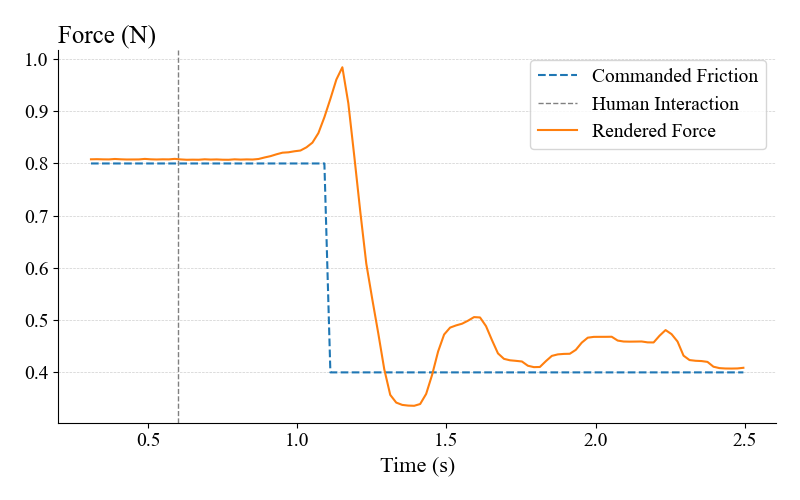 Force (N)
1.0
0.9
0.8
0.7
0.6
0.5
0.4
Commanded Friction
Human Interaction
Rendered Force
0.5
1.0
1.5
2.0
2.5
Time (s)